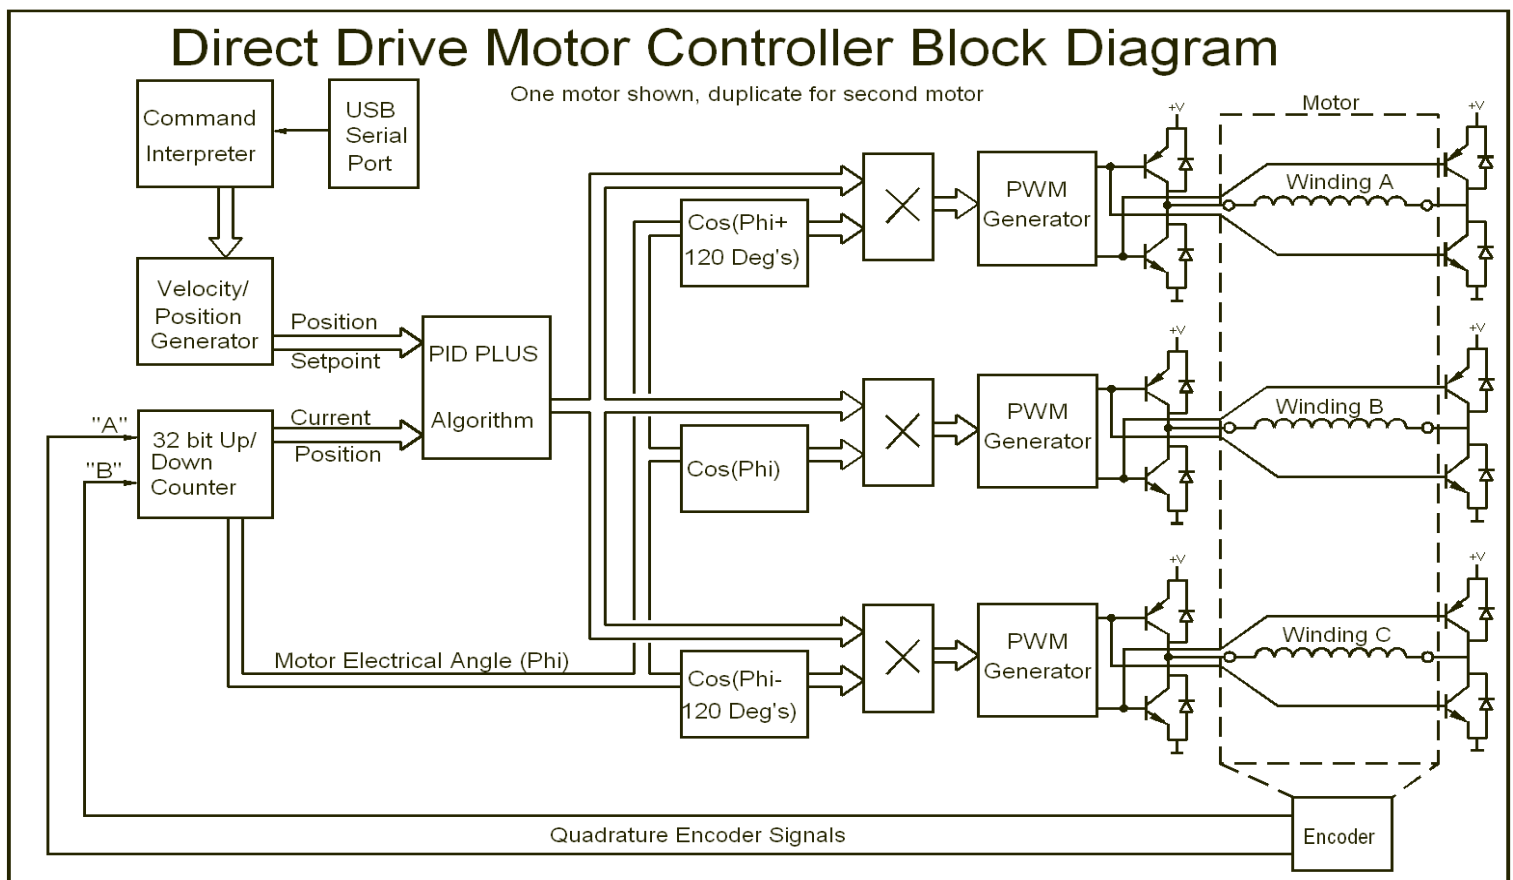 Direct Drive Motor Controller Block Diagram
One motor shown, duplicate for second motor
Command
Interpreter
USB
Serial
Port
Velocity/
Position
Generator
Position
Setpoint
PID PLUS
Algorithm
"A"
"B"
32 bit Up/
Down
Counter
Current
Position
Motor Electrical Angle (Phi)
Cos(Phi+
120 Deg's)
PWM
Generator
+V
Motor
Winding A
+V
Cos(Phi)
PWM
Generator
+V
Winding B
+V
Cos(Phi-
120 Deg's)
PWM
Generator
+V
Winding C
+V
Quadrature Encoder Signals
Encoder